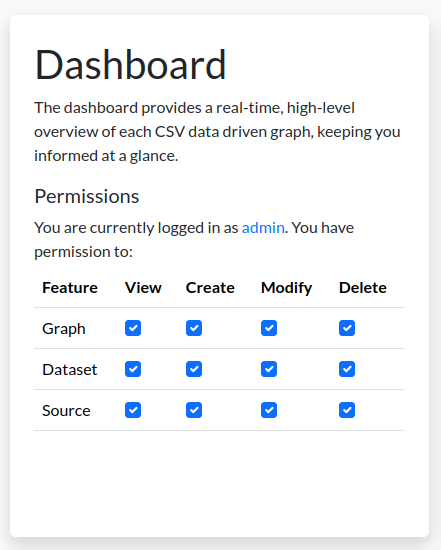 Dashboard
The dashboard provides a real-time, high-level
overview of each CSV data driven graph, keeping you
informed at a glance.
Permissions
You are currently logged in as admin. You have
permission to:
Feature View Create Modify Delete
Graph
Dataset
Source